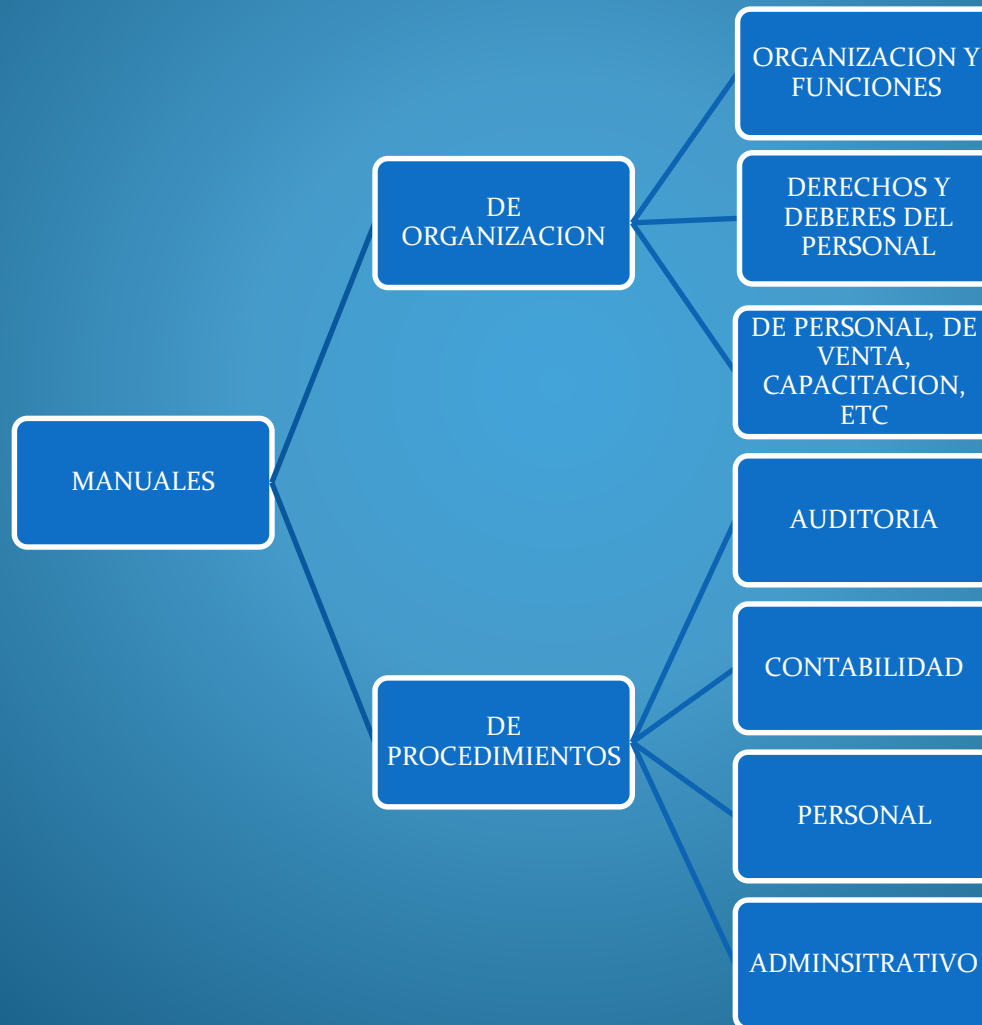 MANUALES
DE
ORGANIZACION
ORGANIZACION Y
FUNCIONES
DERECHOS Y
DEBERES DEL
PERSONAL
DE PERSONAL, DE
VENTA,
CAPACITACION,
ETC
DE
PROCEDIMIENTOS
AUDITORIA
CONTABILIDAD
PERSONAL
ADMINSITRATIVO